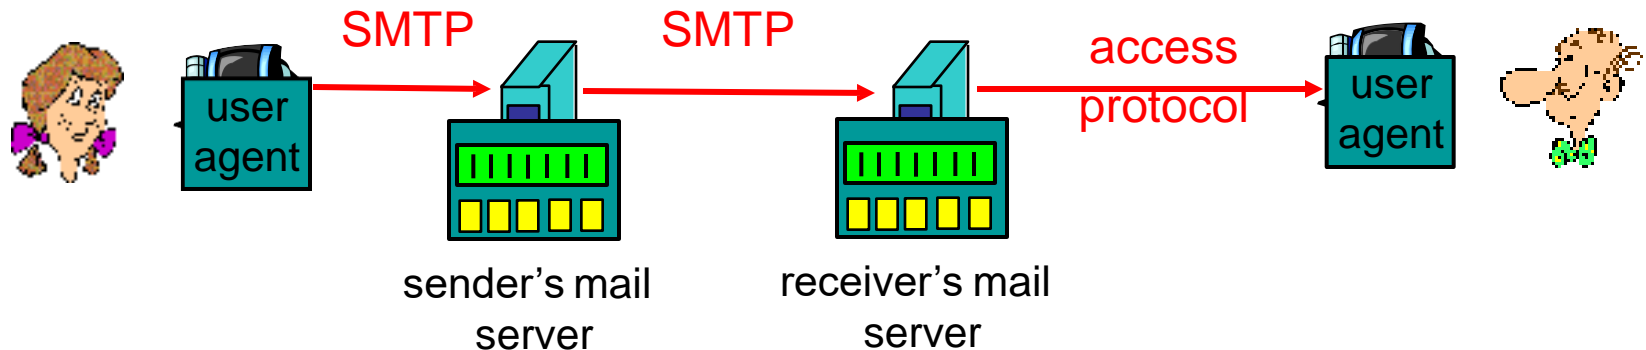 SMTP
SMTP
access
protocol
user
agent
user
agent
sender’s mail
server
receiver’s mail
server